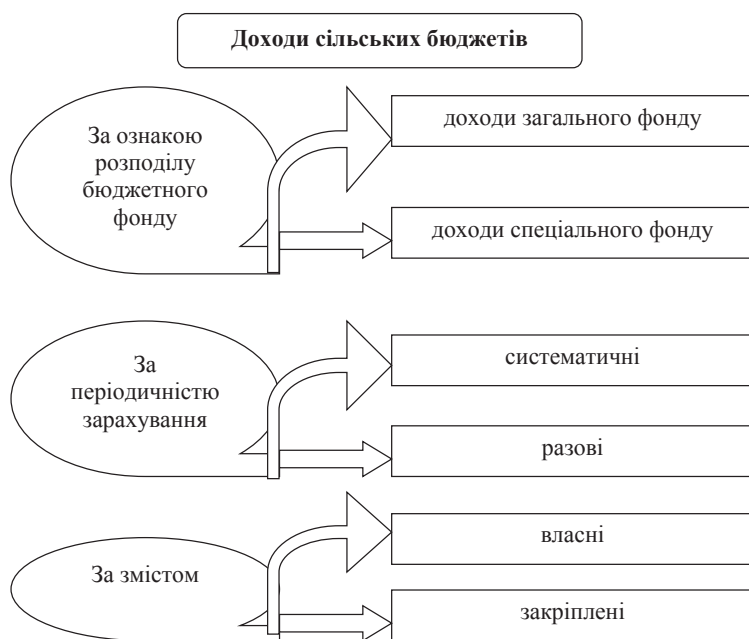 Доходи сільських бюджетів
За ознакою
розподілу
бюджетного
фонду
доходи загального фонду
доходи спеціального фонду
За
періодичністю
зарахування
систематичні
разові
За змістом
власні
закріплені